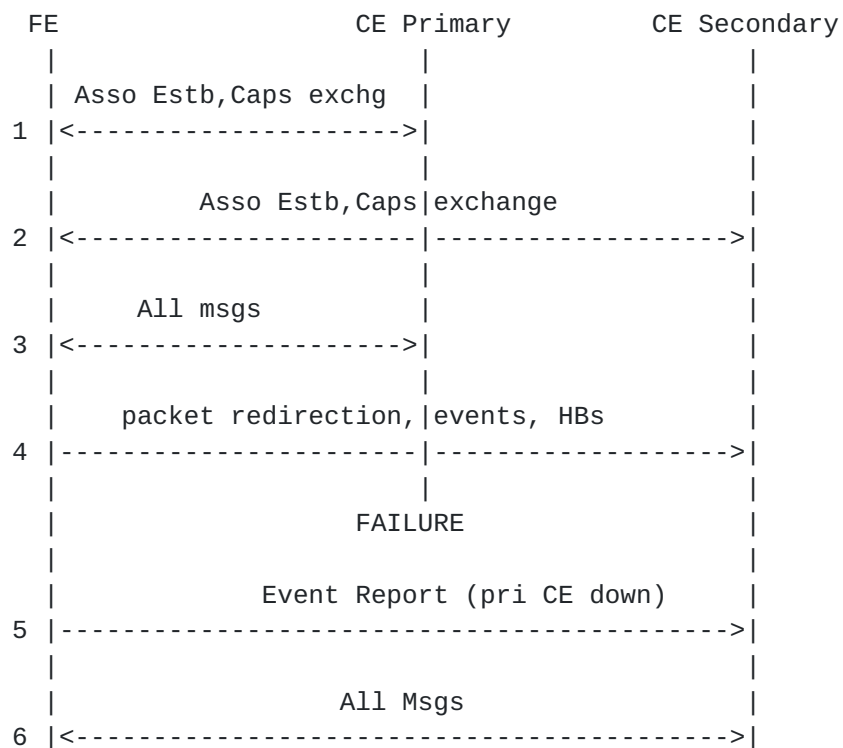 FE CE Primary CE Secondary
Asso Estb,Caps exchg
1
Asso Estb,Caps exchange
2
All msgs
3
packet redirection, events, HBs
4
FAILURE
Event Report (pri CE down)
5
All Msgs
6